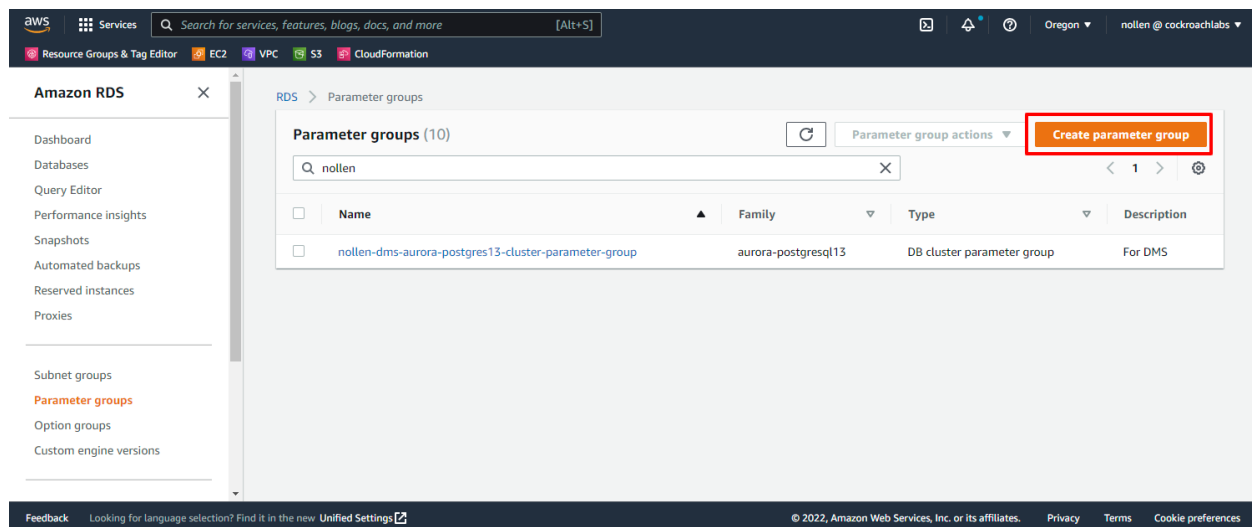 aws Services Search for services, features, blogs, docs, and more [Alt+S] Oregon nollen @ cockroachlabs
Resource Groups & Tag Editor EC2 VPC S3 CloudFormation
Amazon RDS
Dashboard
Databases
Query Editor
Performance insights
Snapshots
Automated backups
Reserved instances
Proxies
Subnet groups
Parameter groups
Option groups
Custom engine versions
RDS > Parameter groups
Parameter groups (10) Parameter group actions Create parameter group
nollen 1
Name Family Type Description
nollen-dms-aurora-postgres13-cluster-parameter-group aurora-postgresql13 DB cluster parameter group For DMS
Feedback Looking for language selection? Find it in the new Unified Settings © 2022, Amazon Web Services, Inc. or its affiliates. Privacy Terms Cookie preferences